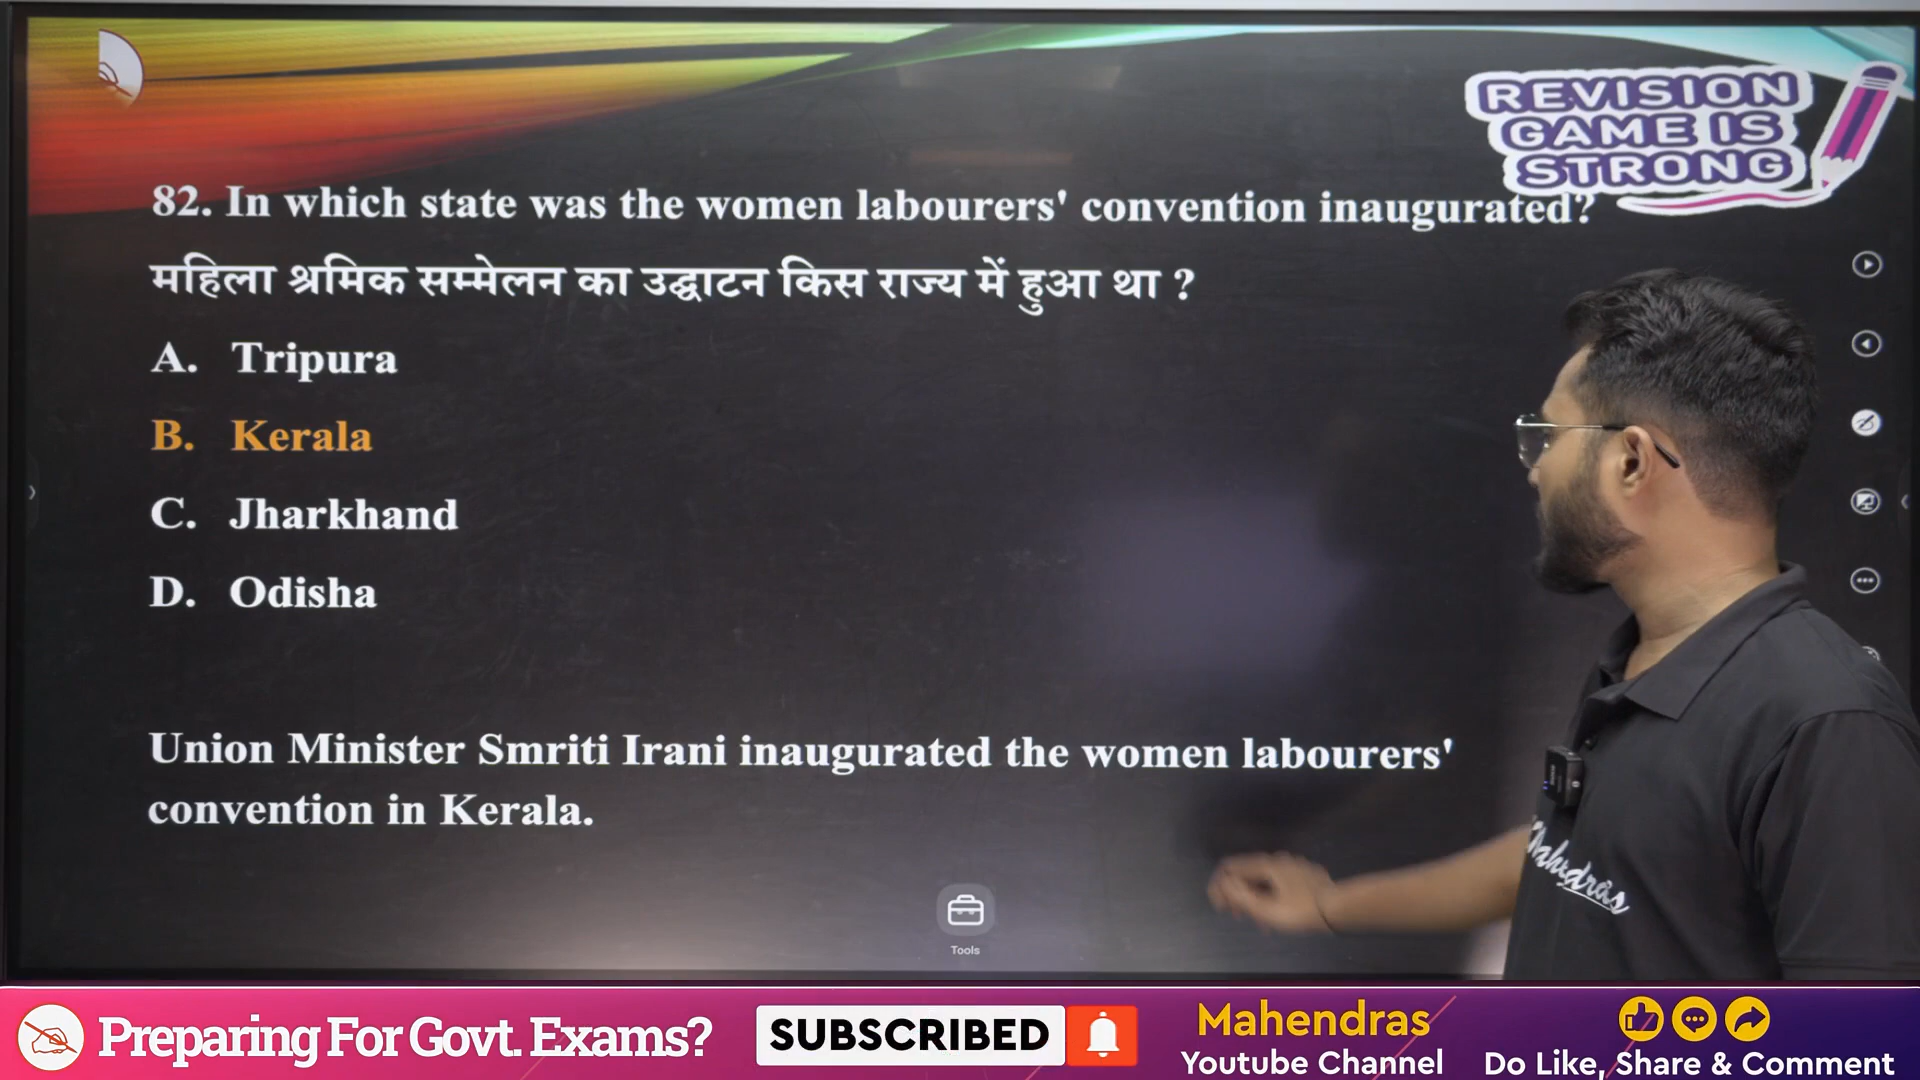 REVISION
GAME IS
STRONG
82. In which state was the women labourers' convention inaugurated?
महिला श्रमिक सम्मेलन का उद्घाटन किस राज्य में हुआ था ?
A. Tripura
B. Kerala
C. Jharkhand
D. Odisha
Union Minister Smriti Irani inaugurated the women labourers'
convention in Kerala.
Mahendras
Tools
Preparing For Govt. Exams?
SUBSCRIBED
Mahendras
Youtube Channel
Do Like, Share & Comment